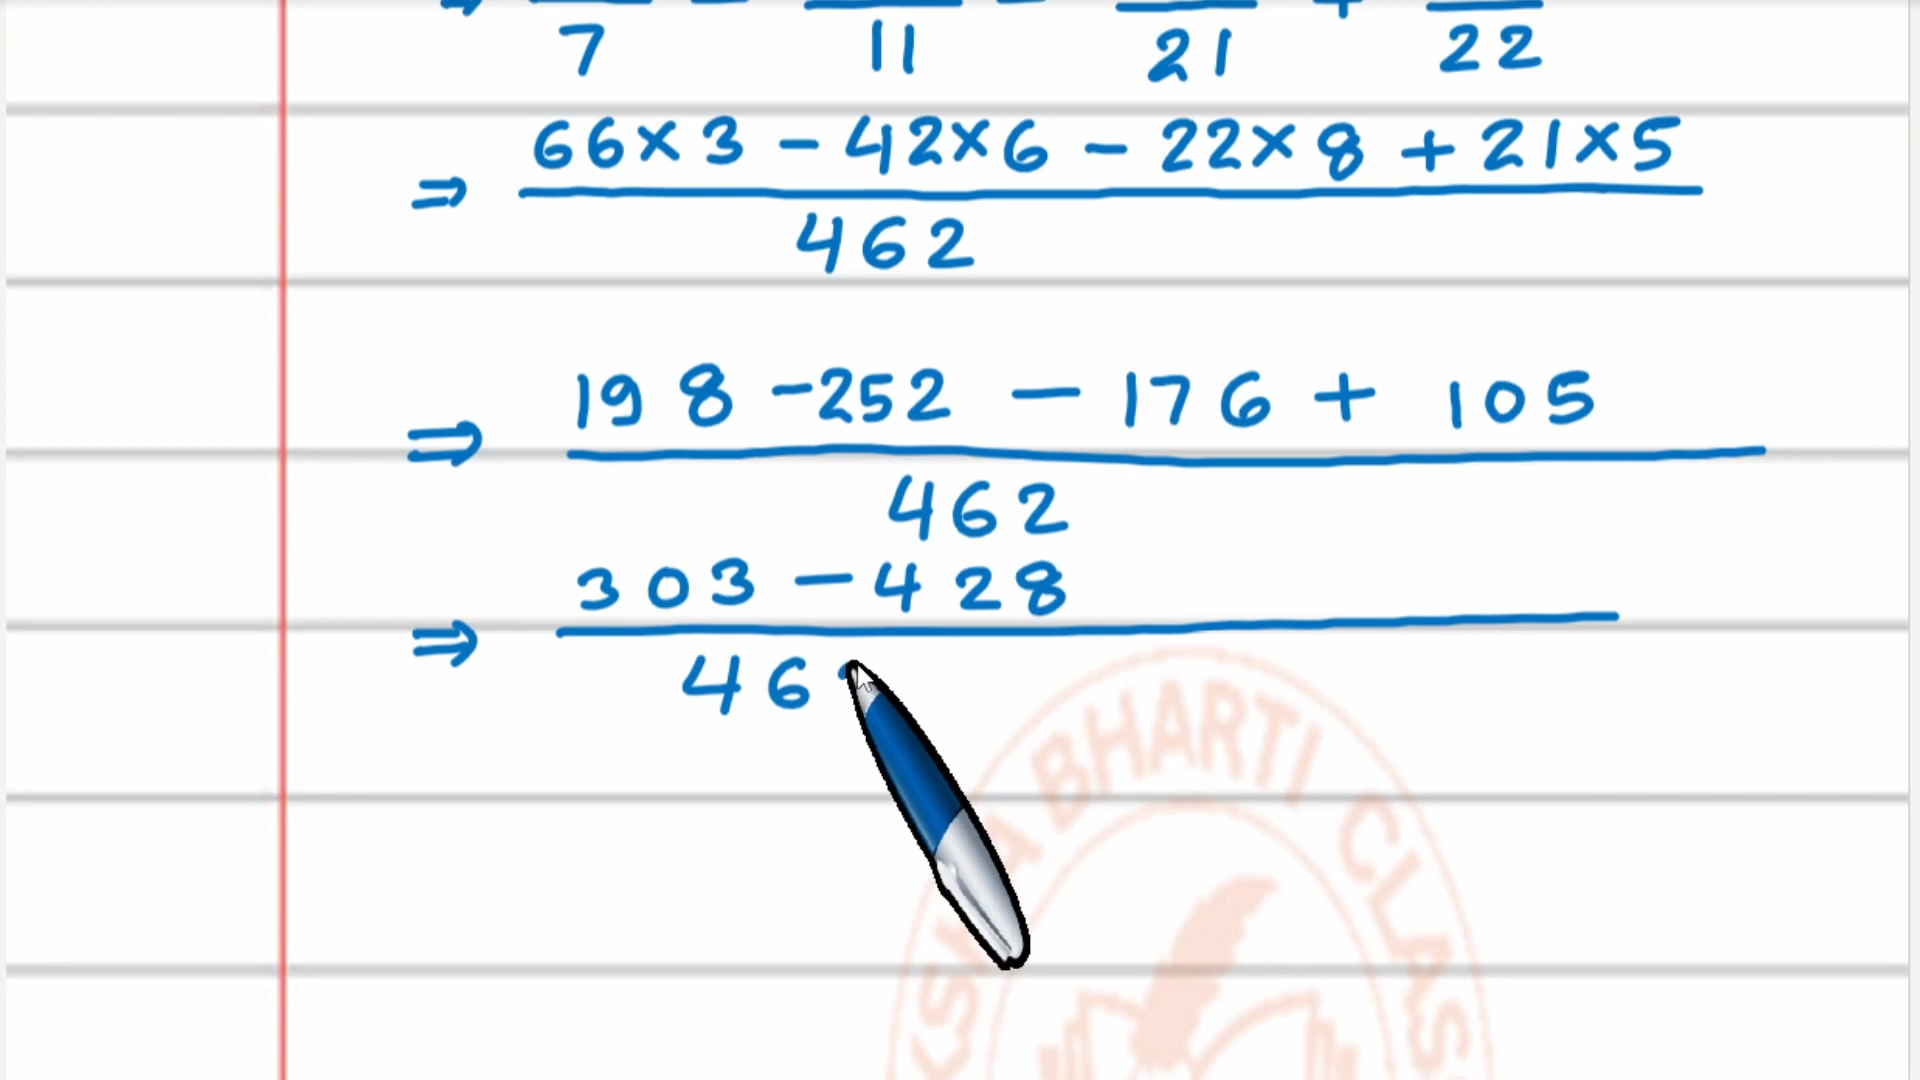 ⇒ — — — — — + —
7 11 21 22
⇒ 66×3 – 42×6 – 22×8 + 21×5
462
⇒ 198 - 252 – 176 + 105
462
⇒ 303 – 428
46
BHARTI CLAS